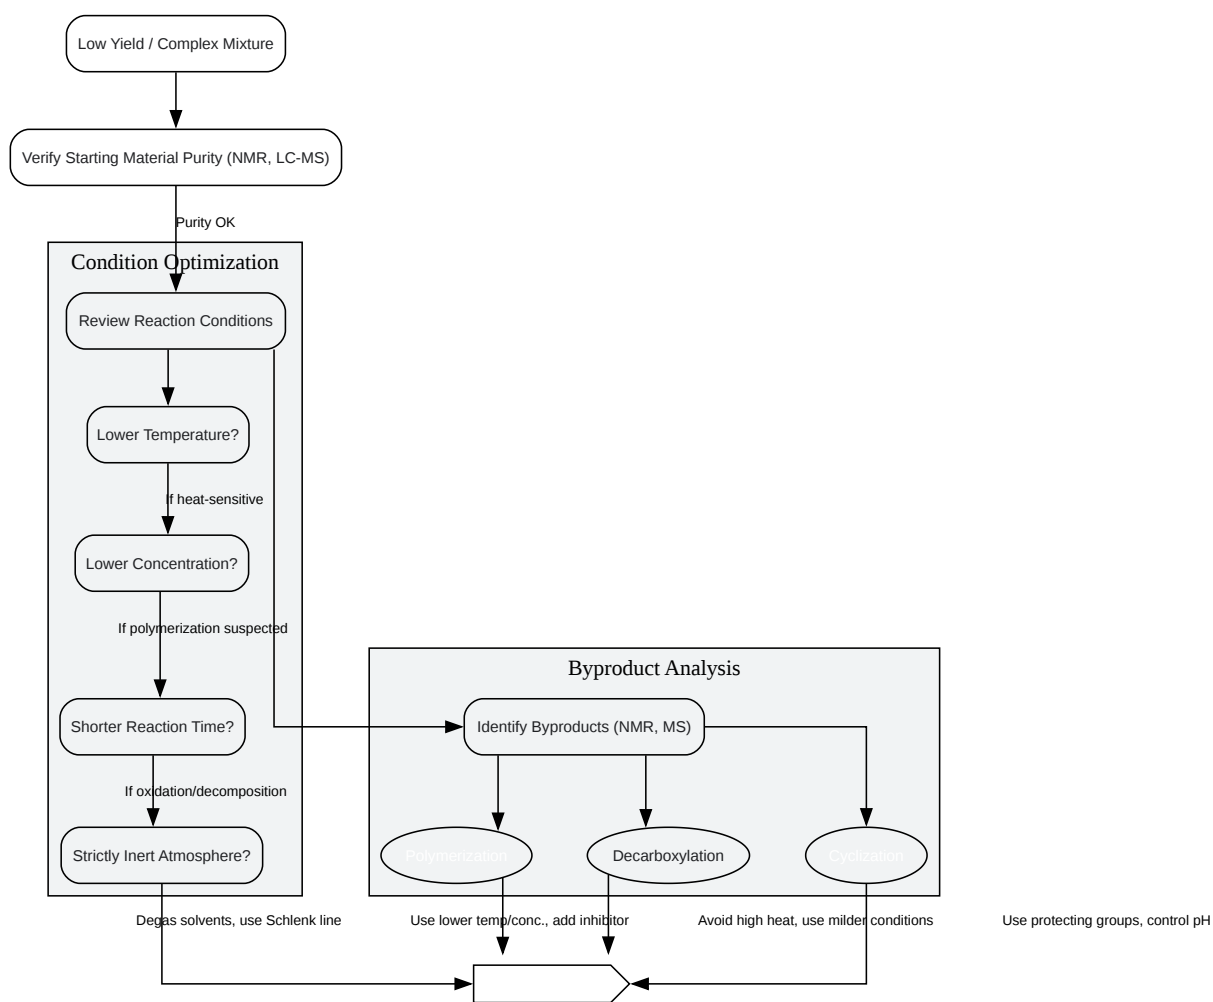 Low Yield / Complex Mixture
Verify Starting Material Purity (NMR, LC-MS)
Purity OK
Condition Optimization
Review Reaction Conditions
Lower Temperature?
If heat-sensitive
Lower Concentration?
If polymerization suspected
Shorter Reaction Time?
If oxidation/decomposition
Strictly Inert Atmosphere?
Byproduct Analysis
Identify Byproducts (NMR, MS)
Polymerization
Decarboxylation
Cyclization
Degas solvents, use Schlenk line
Use lower temp/conc., add inhibitor
Avoid high heat, use milder conditions
Use protecting groups, control pH